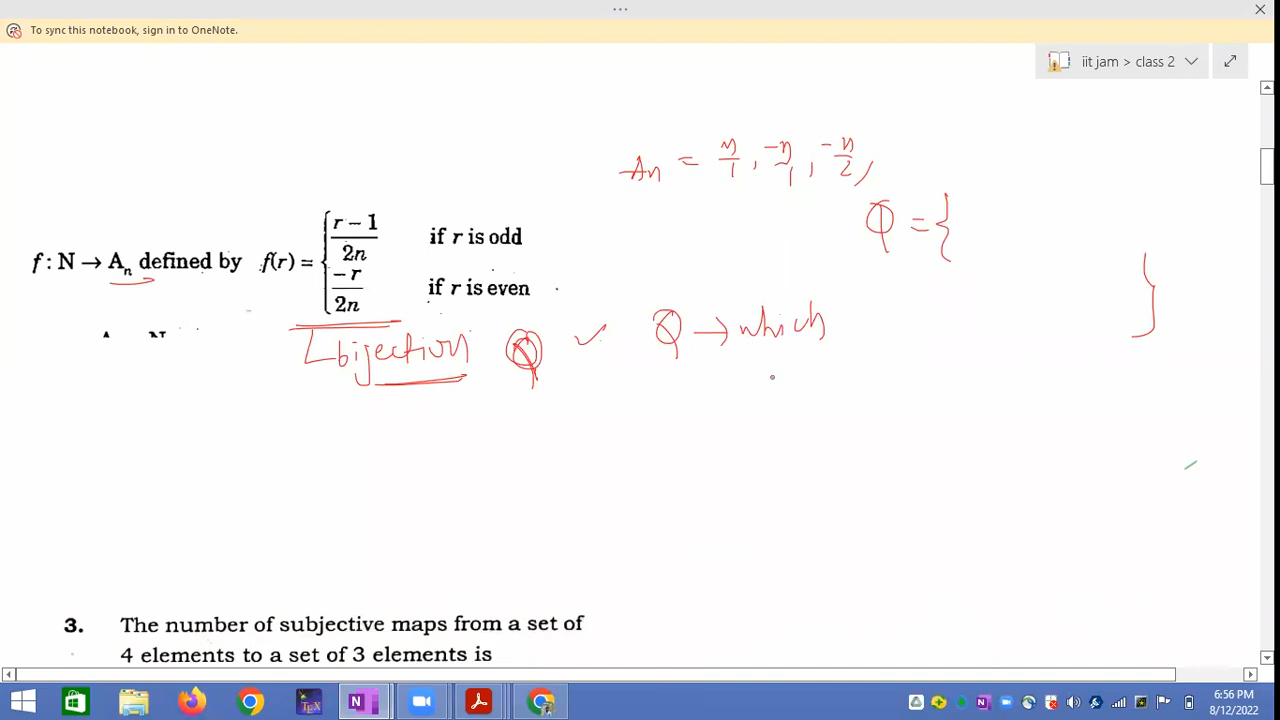 To sync this notebook, sign in to OneNote.
iit jam > class 2
An = n/1, -n/1, -n/2,
Q = {
}
f : N → An defined by f(r) = { r – 1 / 2n if r is odd
– r / 2n if r is even
bijection Q ✓ Q → which
3. The number of subjective maps from a set of
4 elements to a set of 3 elements is
6:56 PM
8/12/2022